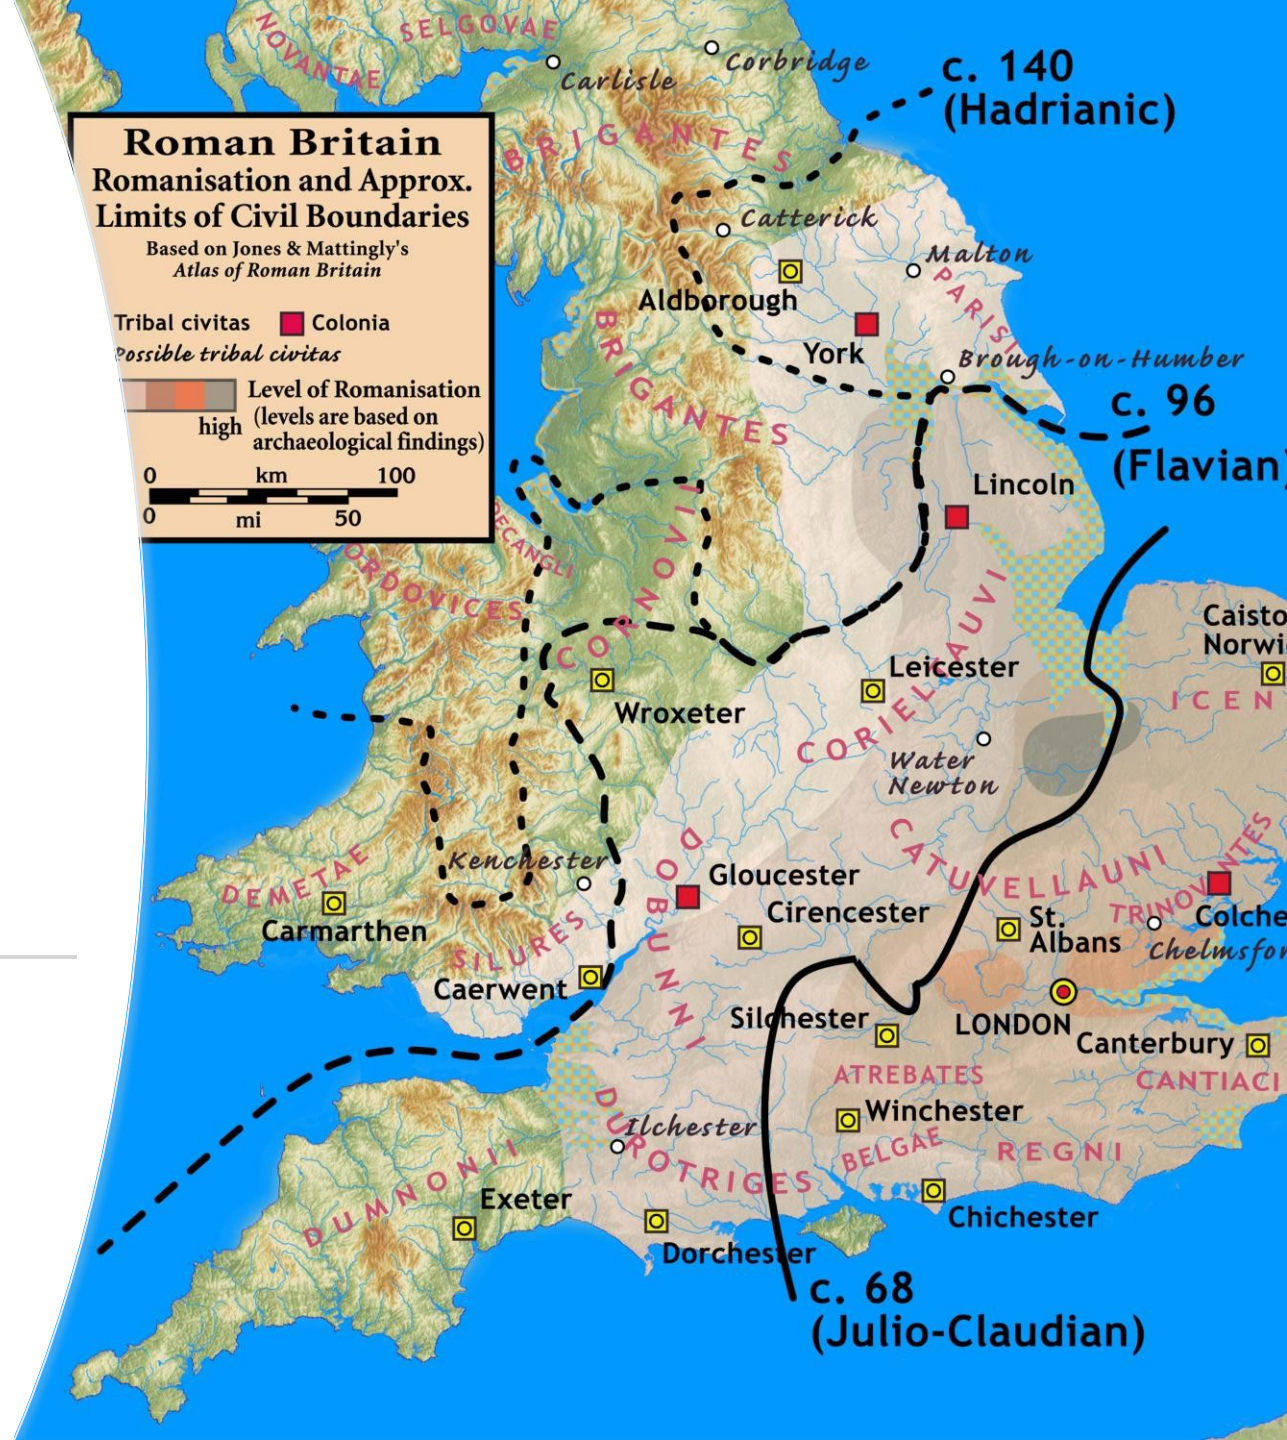 NOVANTAE
SELGOVAE
Carlisle
Corbridge
c. 140
(Hadrianic)
BRIGANTES
Roman Britain
Romanisation and Approx.
Limits of Civil Boundaries
Based on Jones & Mattingly's
Atlas of Roman Britain
Tribal civitas
Colonia
Possible tribal civitas
Level of Romanisation
high
(levels are based on
archaeological findings)
0 km 100
0 mi 50
Catterick
Malton
Aldborough
PARISI
York
BRIGANTES
Brough-on-Humber
c. 96
(Flavian)
Lincoln
DECANGLI
ORDOVICES
CORNOVII
CORIELTAUVI
Leicester
Wroxeter
Water
Newton
ICEN
CATUVELLAUNI
TRINOVANTES
Kenchester
DEMETAE
Carmarthen
DOBUNNI
Gloucester
Cirencester
St.
Albans
Chelmsfor
SILURES
Caerwent
Silchester
LONDON
Canterbury
ATREBATES
CANTIACI
Winchester
BELGAE
REGNI
DUROTRIGES
Ilchester
DUMNONII
Exeter
Dorchester
Chichester
c. 68
(Julio-Claudian)